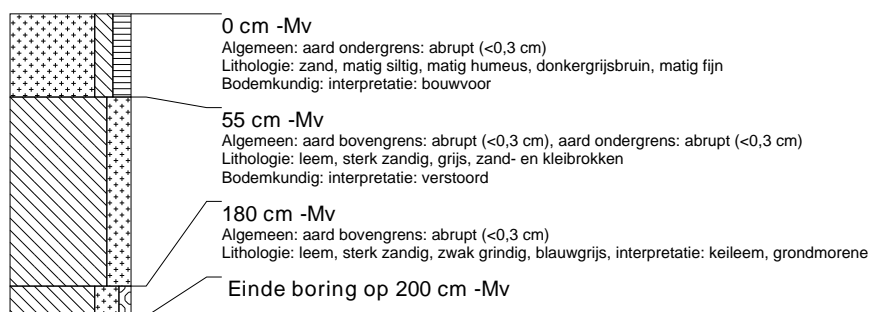 0 cm -Mv
Algemeen: aard ondergrens: abrupt (<0,3 cm)
Lithologie: zand, matig siltig, matig humeus, donkergrijsbruin, matig fijn
Bodemkundig: interpretatie: bouwvoor
55 cm -Mv
Algemeen: aard bovengrens: abrupt (<0,3 cm), aard ondergrens: abrupt (<0,3 cm)
Lithologie: leem, sterk zandig, grijs, zand- en kleibrokken
Bodemkundig: interpretatie: verstoord
180 cm -Mv
Algemeen: aard bovengrens: abrupt (<0,3 cm)
Lithologie: leem, sterk zandig, zwak grindig, blauwgrijs, interpretatie: keileem, grondmorene
Einde boring op 200 cm -Mv